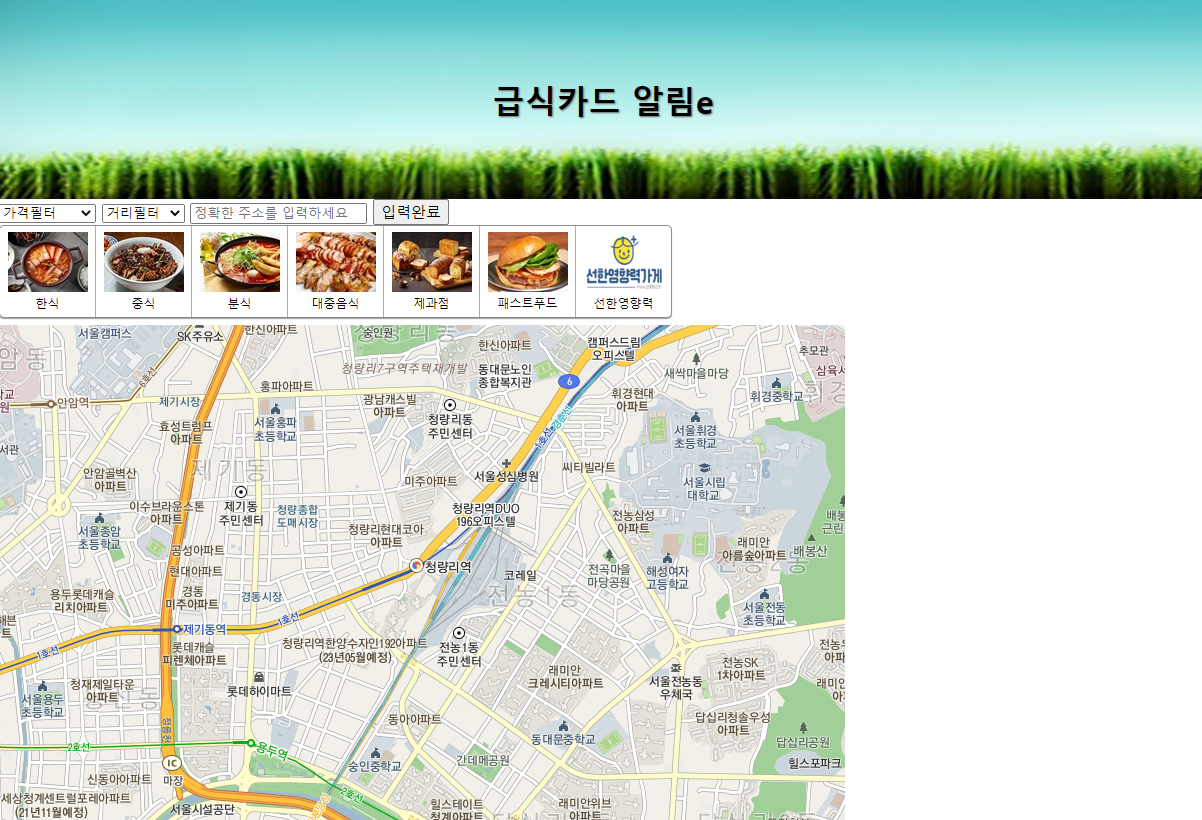 급식카드 알림e
가격필터 거리필터 정확한 주소를 입력하세요 입력완료
선한영향력가게
한식 중식 분식 대중음식 제과점 패스트푸드 선한영향력
서울캠퍼스
SK주유소
한신아파트
숭인원
한신아파트
캠퍼스드림
오피스텔
추모관
암동
6호선
청량리7구역주택재개발
동대문노인
종합복지관
6
새싹마을마당
삼육서
안암역
제기시장
홍파아파트
광남캐스빌
아파트
청량리동
주민센터
휘경현대
아파트
휘경중학교
효성트럼프
아파트
서울홍파
초등학교
1호선
경춘선
서울휘경
초등학교
제기동
안암골벽산
아파트
미주아파트
서울성심병원
씨티빌라트
서울시립
대학교
이수브라운스톤
아파트
제기동
주민센터
청량종합
도매시장
청량리역DUO
196오피스텔
전농삼성
아파트
서울종암
초등학교
청량리현대코아
아파트
래미안
아름숲아파트
배봉산
공성아파트
현대아파트
청량리역
코레일
전곡마을
마당공원
해성여자
고등학교
용두롯데캐슬
리치아파트
경동
미주아파트
경동시장
전농1동
서울전동
초등학교
1호선
제기동역
1호선
롯데캐슬
피렌체아파트
청량리역한양수자인192아파트
(23년05월예정)
전농1동
주민센터
청재제일타운
아파트
롯데하이마트
래미안
크레시티아파트
서울전농동
우체국
전농SK
1차아파트
서울용두
초등학교
동아아파트
동대문중학교
답십리청솔우성
아파트
답십리공원
2호선
용두역
간데메공원
힐스포파크
IC
마장
신동아아파트
숭인중학교
2호선
세상청계센트럴포레아파트
(21년11월예정)
서울시설공단
힐스테이트
청계아파트
래미안위브
아파트